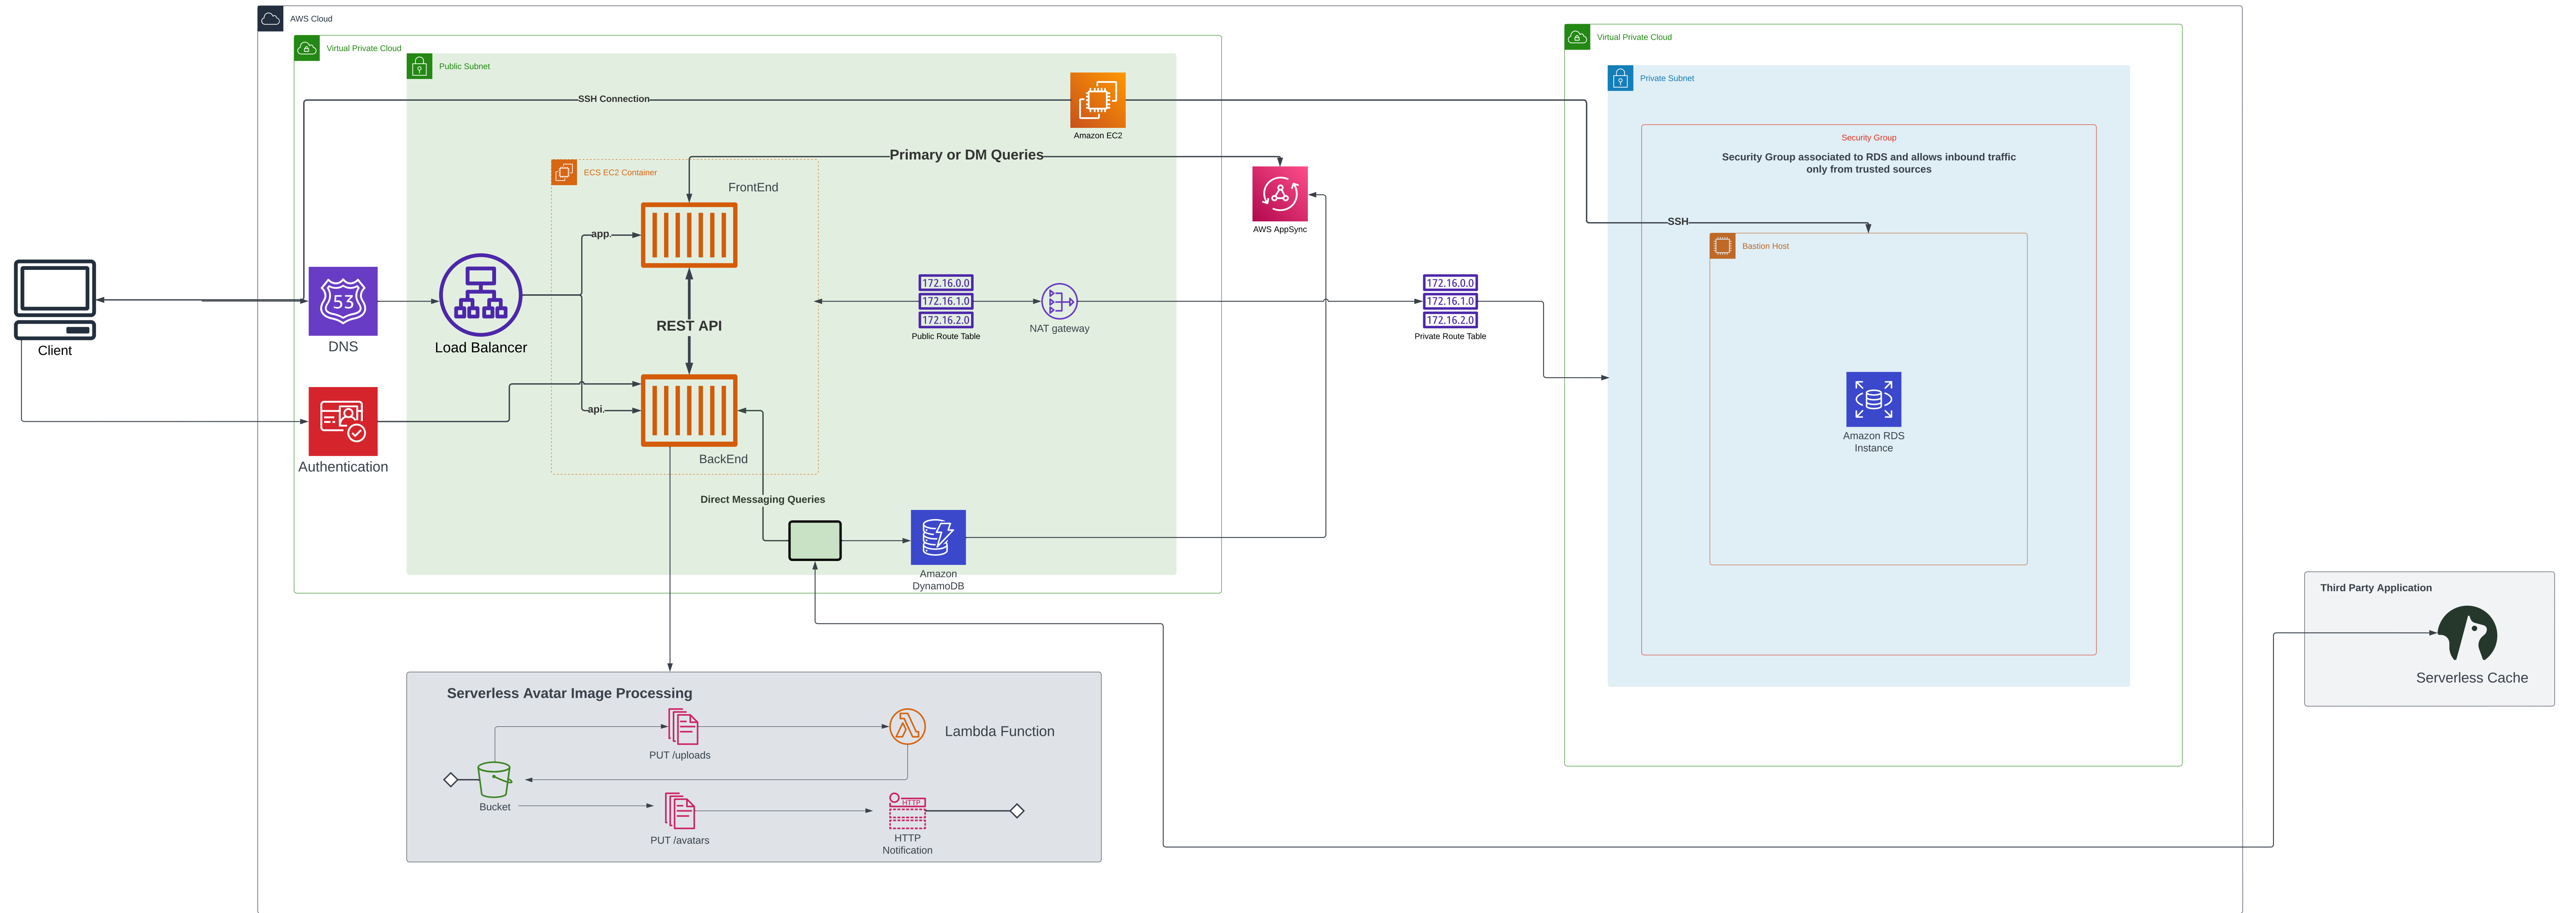 AWS Cloud
Virtual Private Cloud
Public Subnet
SSH Connection
Amazon EC2
Primary or DM Queries
ECS EC2 Container
FrontEnd
app.
AWS AppSync
Client
53
DNS
Load Balancer
REST API
172.16.0.0
172.16.1.0
172.16.2.0
Public Route Table
NAT gateway
172.16.0.0
172.16.1.0
172.16.2.0
Private Route Table
Authentication
api.
BackEnd
Direct Messaging Queries
Amazon
DynamoDB
Virtual Private Cloud
Private Subnet
Security Group
Security Group associated to RDS and allows inbound traffic
only from trusted sources
SSH
Bastion Host
Amazon RDS
Instance
Third Party Application
Serverless Cache
Serverless Avatar Image Processing
PUT /uploads
Lambda Function
Bucket
PUT /avatars
HTTP
HTTP
Notification